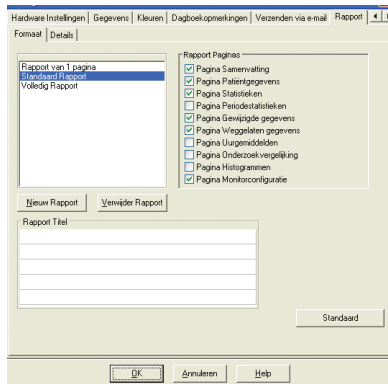 Hardware Instellingen Gegevens Kleuren Dagboekopmerkingen Verzenden via e-mail Rapport
Formaat Details
Rapport van 1 pagina
Standaard Rapport
Volledig Rapport
Rapport Paginas
Pagina Samenvatting
Pagina Patiëntgegevens
Pagina Statistieken
Pagina Periodestatistieken
Pagina Gewijzigde gegevens
Pagina Weggelaten gegevens
Pagina Uurgemiddelden
Pagina Onderzoekvergelijking
Pagina Histogrammen
Pagina Monitorconfiguratie
Nieuw Rapport Verwijder Rapport
Rapport Titel
Standaard
OK Annuleren Help